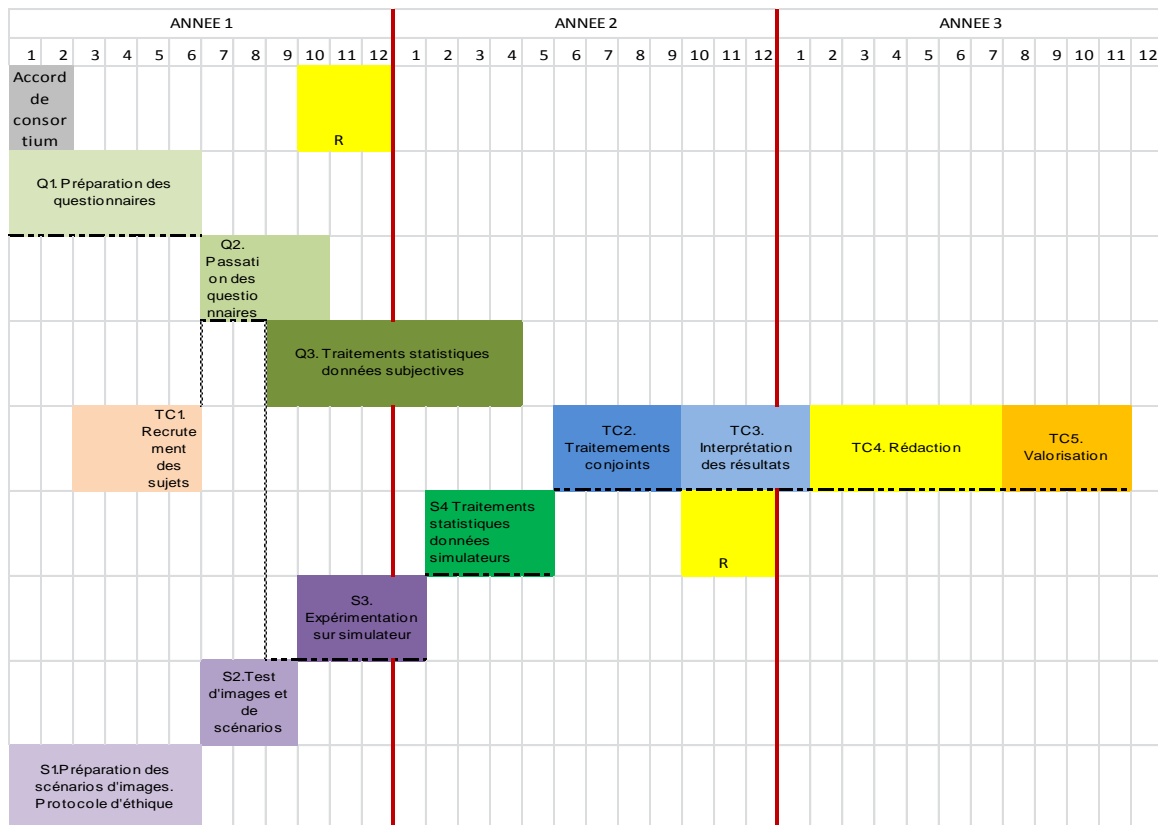 ANNEE 1 ANNEE 2 ANNEE 3
1 2 3 4 5 6 7 8 9 10 11 12 1 2 3 4 5 6 7 8 9 10 11 12 1 2 3 4 5 6 7 8 9 10 11 12
Accord
de
consor
tium
R
Q1. Préparation des
questionnaires
Q2.
Passati
on des
questio
nnaires
Q3. Traitements statistiques
données subjectives
TC1.
Recrute
ment
des
sujets
TC2.
Traitemements
conjoints
TC3.
Interprétation
des résultats
TC4. Rédaction
TC5.
Valorisation
S4 Traitements
statistiques
données
simulateurs
R
S3.
Expérimentation
sur simulateur
S2.Test
d'images et
de
scénarios
S1.Préparation des
scénarios d'images.
Protocole d'éthique